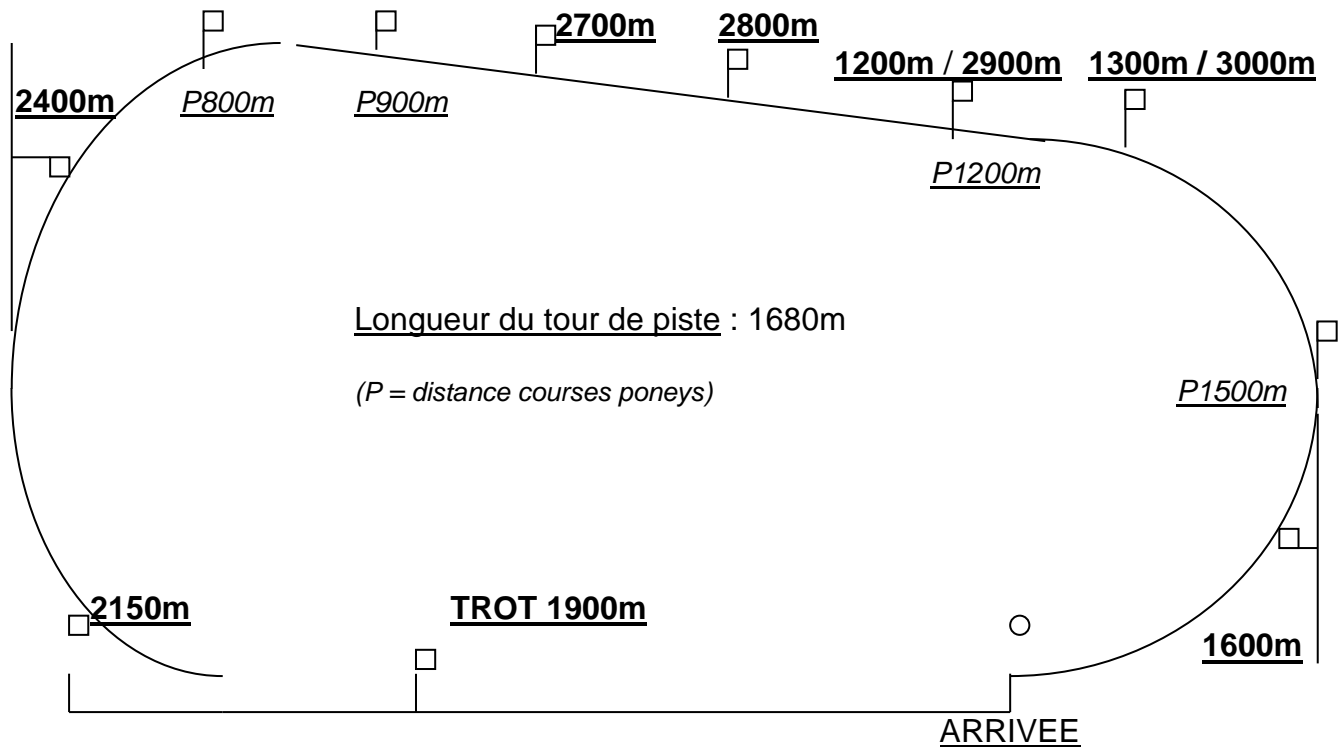 2700m
2800m
1200m / 2900m
1300m / 3000m
2400m
P800m
P900m
P1200m
Longueur du tour de piste : 1680m
(P = distance courses poneys)
P1500m
2150m
TROT 1900m
1600m
ARRIVEE